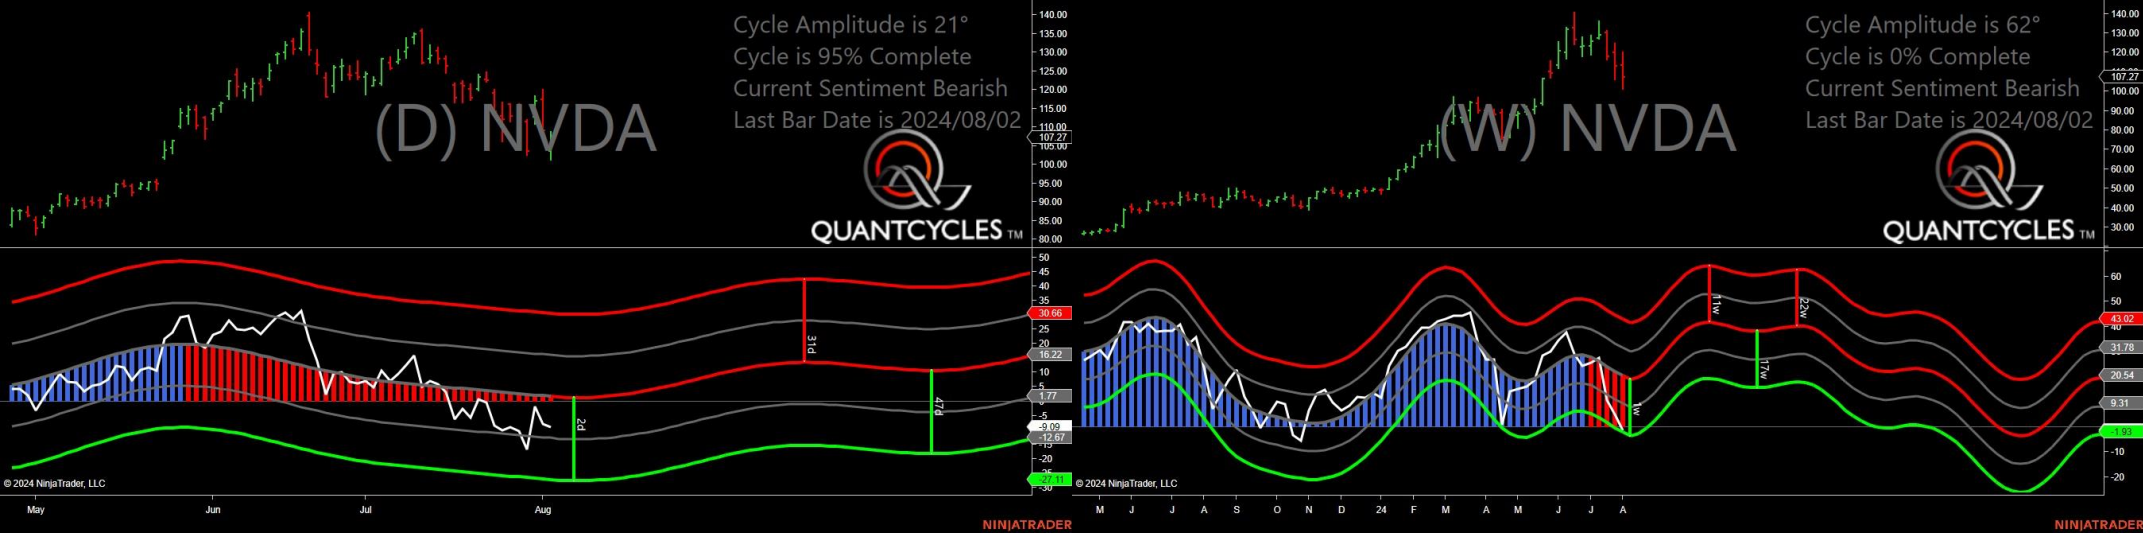 Cycle Amplitude is 21°
Cycle is 95% Complete
Current Sentiment Bearish
Last Bar Date is 2024/08/02
(D) NVDA
QUANTCYCLES TM
140.00
135.00
130.00
125.00
120.00
115.00
110.00
107.27
105.00
100.00
95.00
90.00
85.00
80.00
50
45
40
35
30.66
25
20
16.22
10
5
1.77
-5
-9.09
-12.67
-15
-20
-25
-27.11
-30
31d
2d
47d
© 2024 NinjaTrader, LLC
May Jun Jul Aug
NINJATRADER
Cycle Amplitude is 62°
Cycle is 0% Complete
Current Sentiment Bearish
Last Bar Date is 2024/08/02
(W) NVDA
QUANTCYCLES TM
140.00
130.00
120.00
107.27
100.00
90.00
80.00
70.00
60.00
50.00
40.00
30.00
60
50
43.02
40
31.78
20.54
9.31
-1.93
-10
-20
11w
22w
17w
1w
© 2024 NinjaTrader, LLC
M J J A S O N D 24 F M A M J J A
NINJATRADER